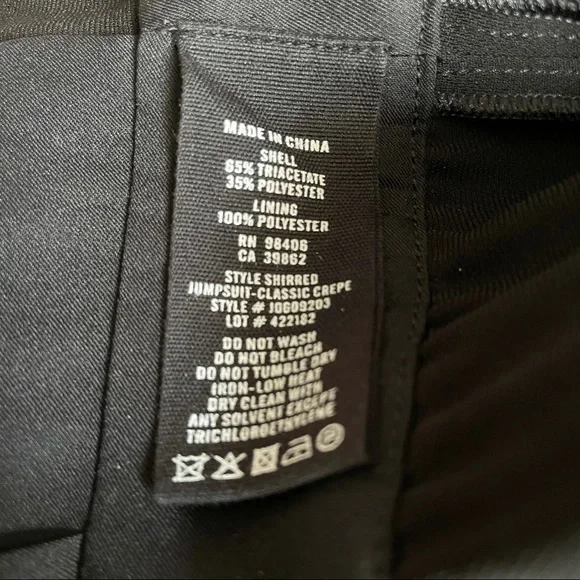 MADE IN CHINA
SHELL
65% TRIACETATE
35% POLYESTER
LINING
100% POLYESTER
RN 98406
CA 39862
STYLE SHIRRED
JUMPSUIT-CLASSIC CREPE
STYLE # J0G09203
LOT # 422182
DO NOT WASH
DO NOT BLEACH
DO NOT TUMBLE DRY
IRON-LOW HEAT
DRY CLEAN WITH
ANY SOLVENT EXCEPT
TRICHLOROETHYLENE